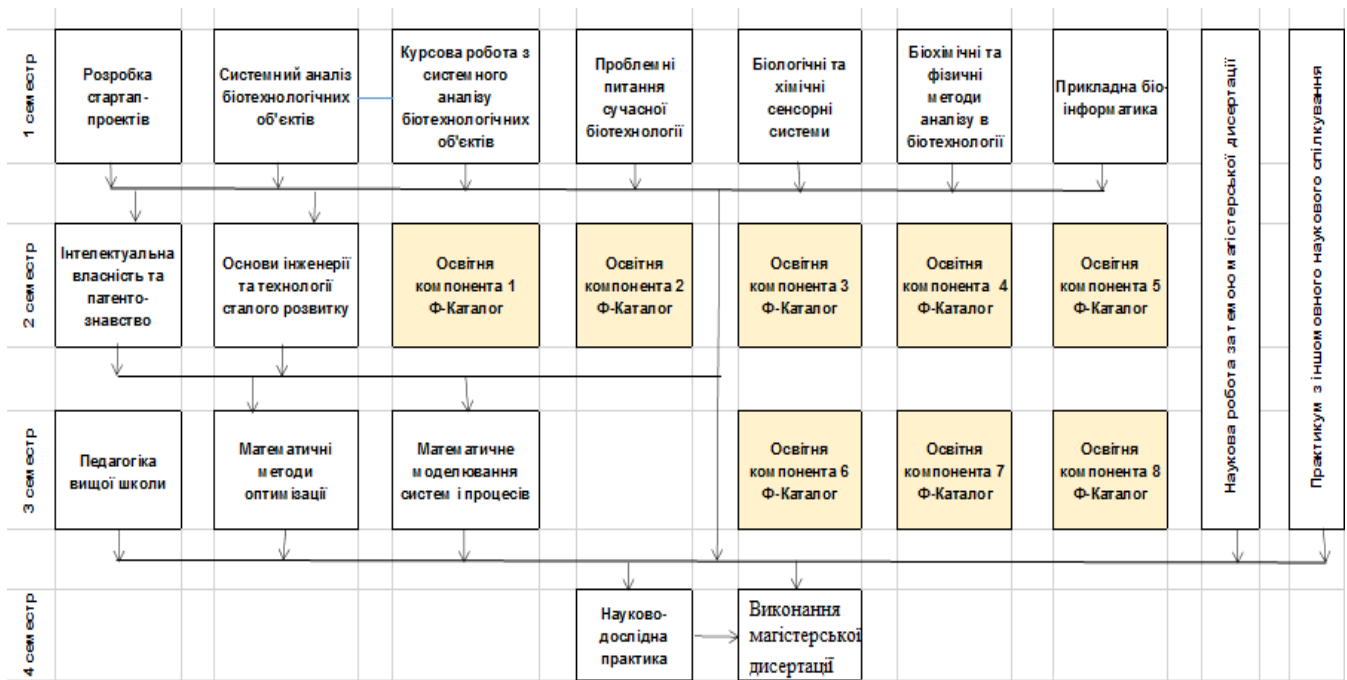 1 семестр
Розробка
стартап-
проектів
Системний аналіз
біотехнологічних
об'єктів
Курсова робота з
системного
аналізу
біотехнологічних
об'єктів
Проблемні
питання
сучасної
біотехнології
Біологічні та
хімічні
сенсорні
системи
Біохімічні та
фізичні
методи
аналізу в
біотехнології
Прикладна біо-
інформатика
Наукова робота за темою магістерської дисертації
Практикум з іншомовного наукового спілкування
2 семестр
Інтелектуальна
власність та
патенто-
знавство
Основи інженерії
та технології
сталого розвитку
Освітня
компонента 1
Ф-Каталог
Освітня
компонента 2
Ф-Каталог
Освітня
компонента 3
Ф-Каталог
Освітня
компонента 4
Ф-Каталог
Освітня
компонента 5
Ф-Каталог
3 семестр
Педагогіка
вищої школи
Математичні
методи
оптимізації
Математичне
моделювання
систем і процесів
Освітня
компонента 6
Ф-Каталог
Освітня
компонента 7
Ф-Каталог
Освітня
компонента 8
Ф-Каталог
4 семестр
Науково-
дослідна
практика
Виконання
магістерської
дисертації